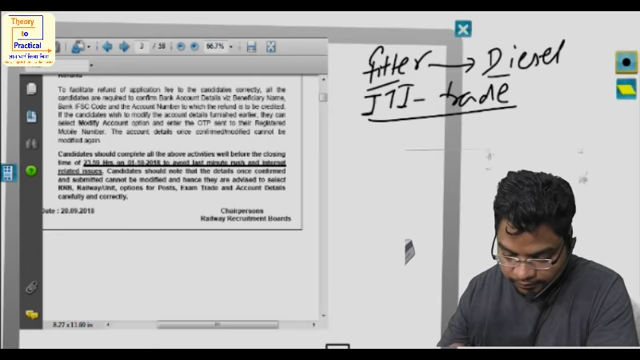 Theory
to
Practical
3 / 58
66.7%
fitter → Diesel
ITI - trade
To facilitate refund of application fee to the candidates correctly, all
the candidates are required to confirm Bank Account Details viz Beneficiary Name,
Bank IFSC Code and the Account Number to which the refund is to be credited.
If the candidates wish to modify the account details furnished earlier, they can
select Modify Account option and enter the OTP sent to their Registered
Mobile Number. The account details once confirmed/modified cannot be
modified again.
Candidates should complete all the above activities well before the closing
time of 23.59 Hrs on 01-10-2018 to avoid last minute rush and internet
related issues. Candidates should note that the details once confirmed
and submitted cannot be modified and hence they are advised to select
RRB, Railway/Unit, options for Posts, Exam Trade and Account Details
carefully and correctly.
Date : 20.09.2018
Chairpersons
Railway Recruitment Boards
8.27 x 11.69 in